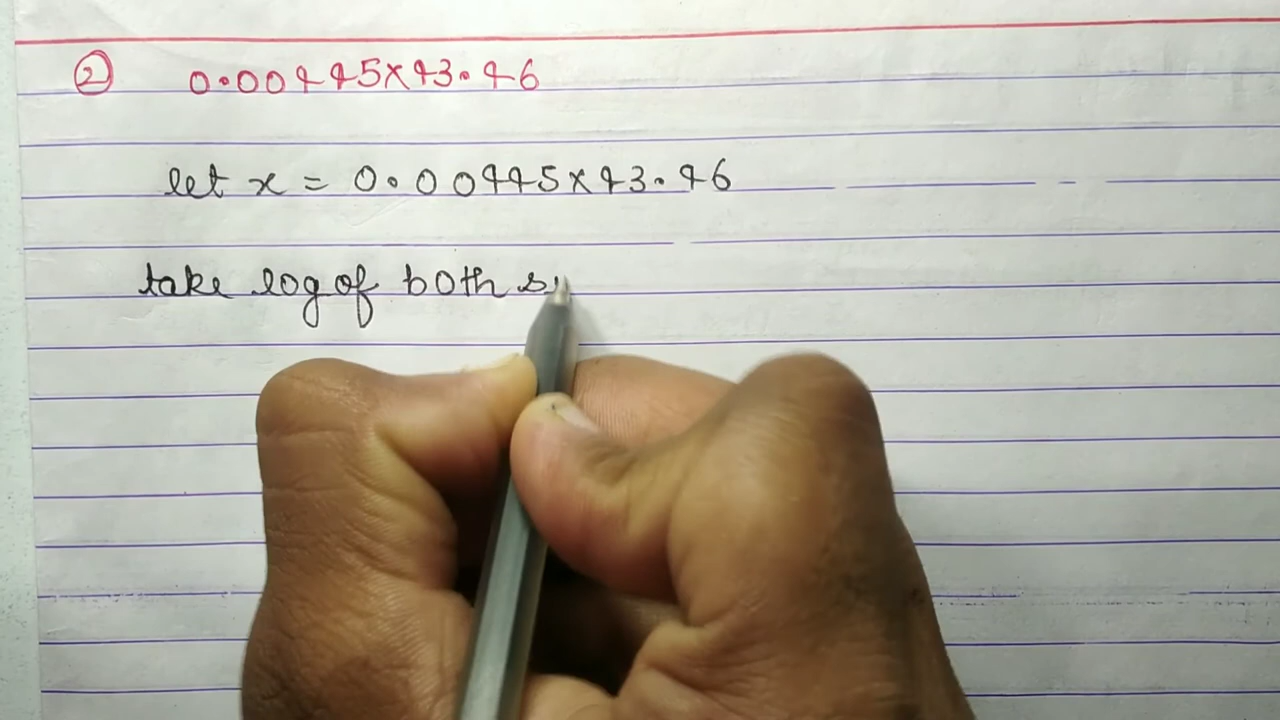 ② 0.00445×43.46
let x = 0.00445×43.46
take log of both